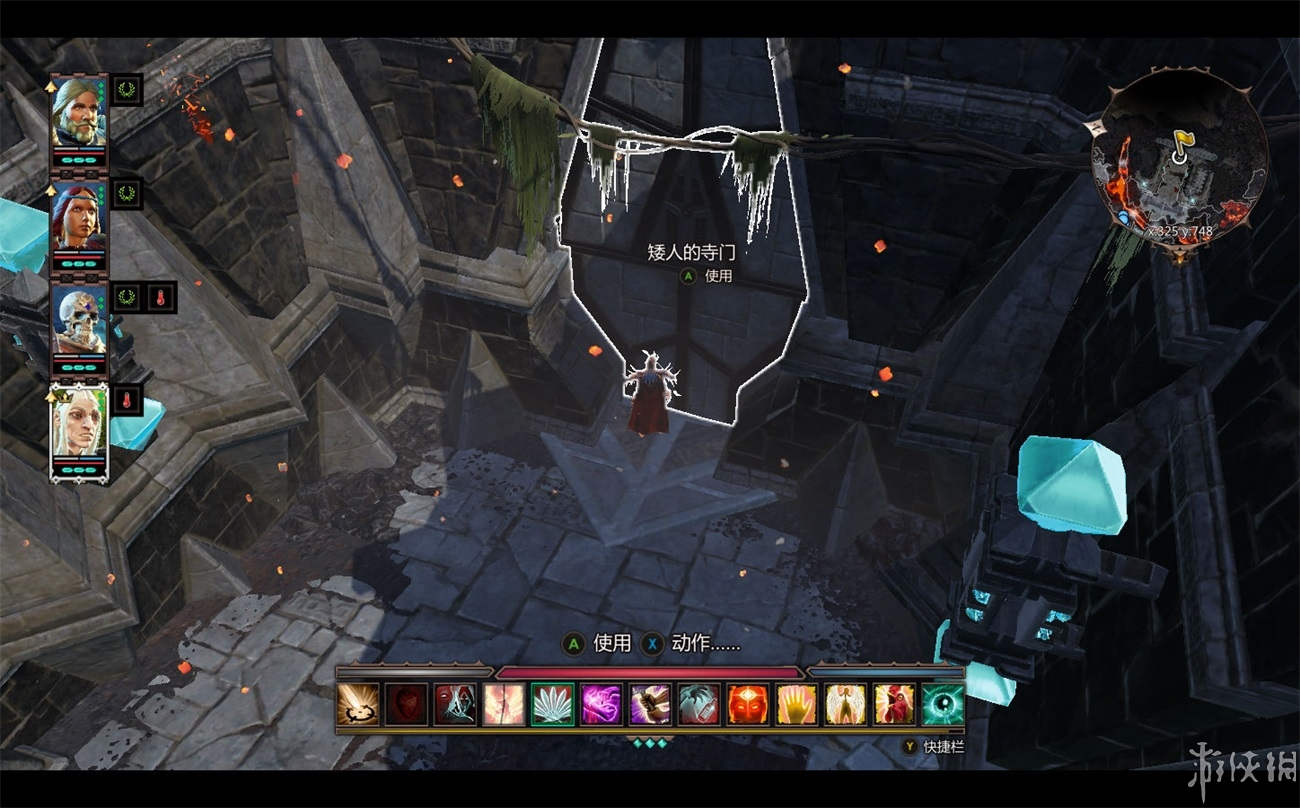 x:325 y:748
矮人的寺门
A 使用
A 使用 X 动作......
Y 快捷栏
游侠网